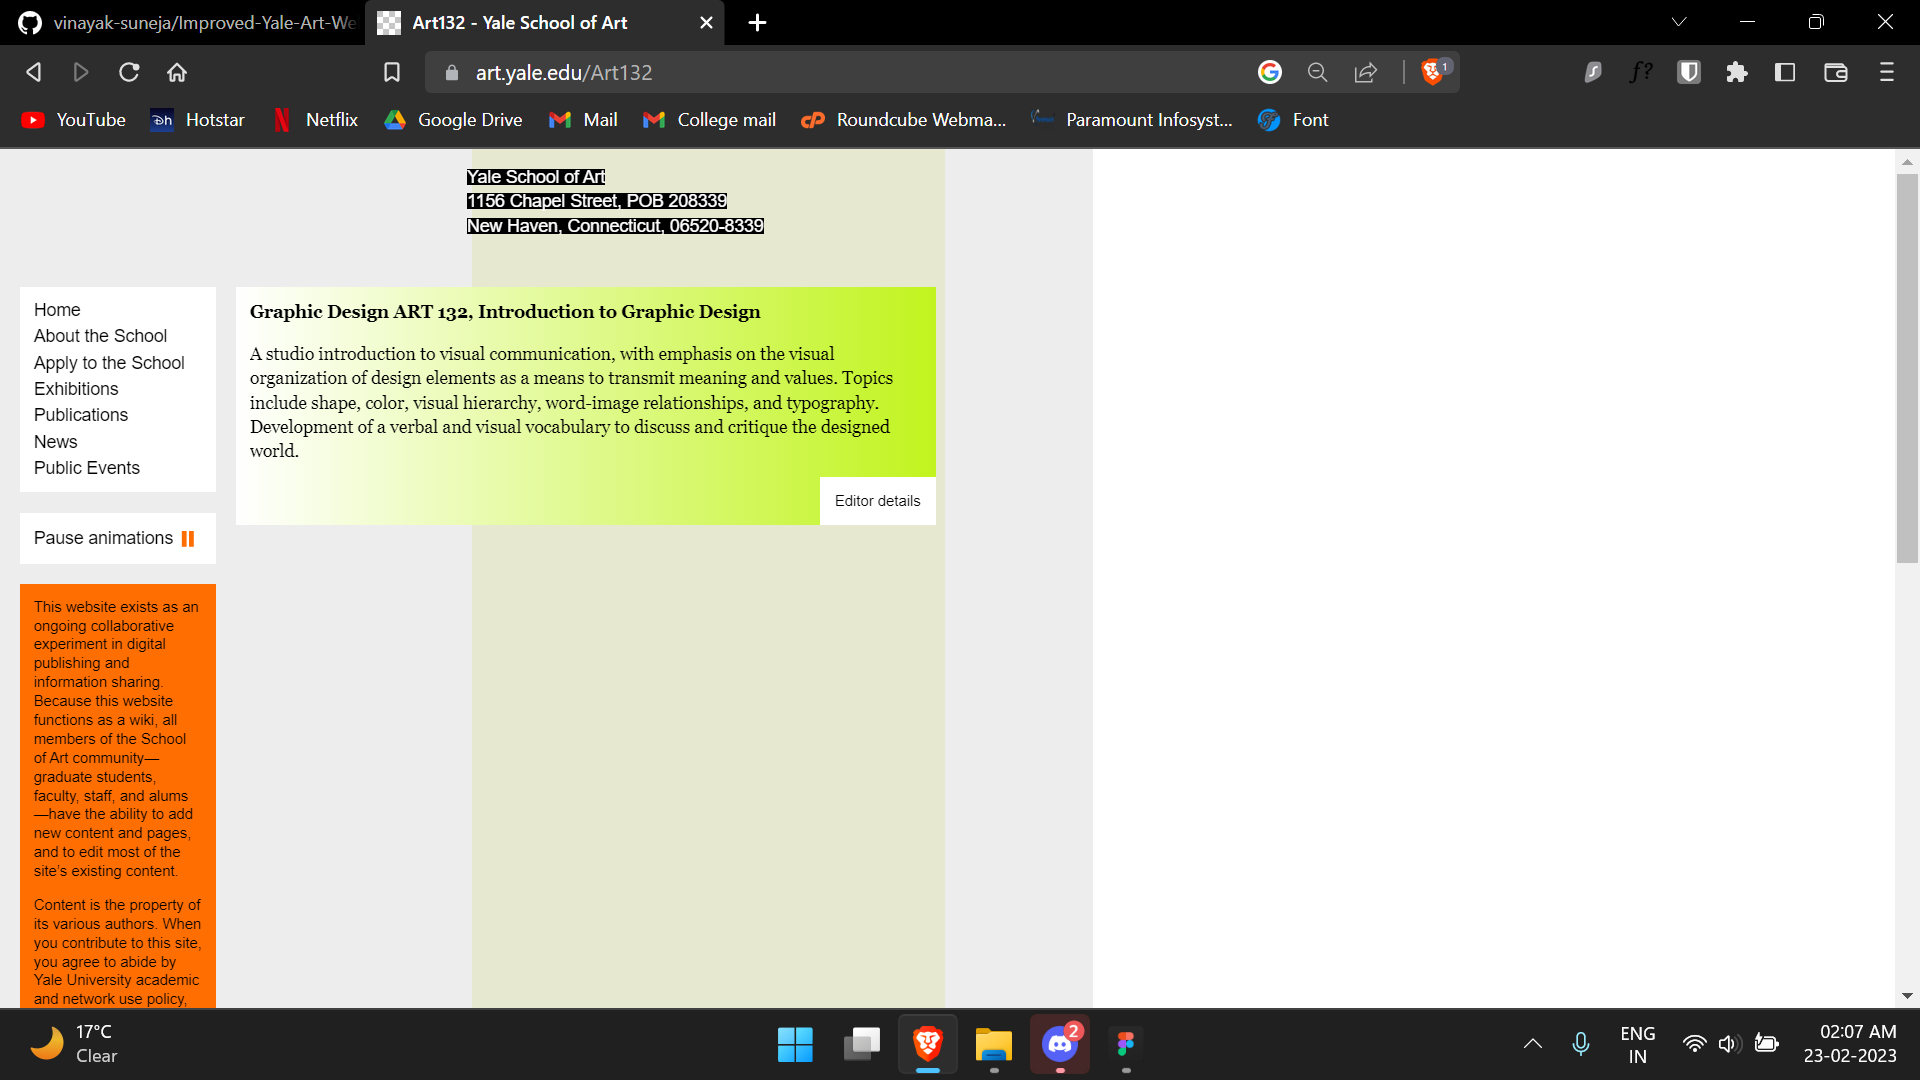 vinayak-suneja/Improved-Yale-Art-We
Art132 - Yale School of Art
art.yale.edu/Art132
1
f?
YouTube
Hotstar
Netflix
Google Drive
Mail
College mail
Roundcube Webma...
Paramount Infosyst...
Font
Yale School of Art
1156 Chapel Street, POB 208339
New Haven, Connecticut, 06520-8339
Home
About the School
Apply to the School
Exhibitions
Publications
News
Public Events
Pause animations
Graphic Design ART 132, Introduction to Graphic Design
A studio introduction to visual communication, with emphasis on the visual
organization of design elements as a means to transmit meaning and values. Topics
include shape, color, visual hierarchy, word-image relationships, and typography.
Development of a verbal and visual vocabulary to discuss and critique the designed
world.
Editor details
This website exists as an
ongoing collaborative
experiment in digital
publishing and
information sharing.
Because this website
functions as a wiki, all
members of the School
of Art community—
graduate students,
faculty, staff, and alums
—have the ability to add
new content and pages,
and to edit most of the
site's existing content.
Content is the property of
its various authors. When
you contribute to this site,
you agree to abide by
Yale University academic
and network use policy,
17°C
Clear
2
ENG
IN
02:07 AM
23-02-2023